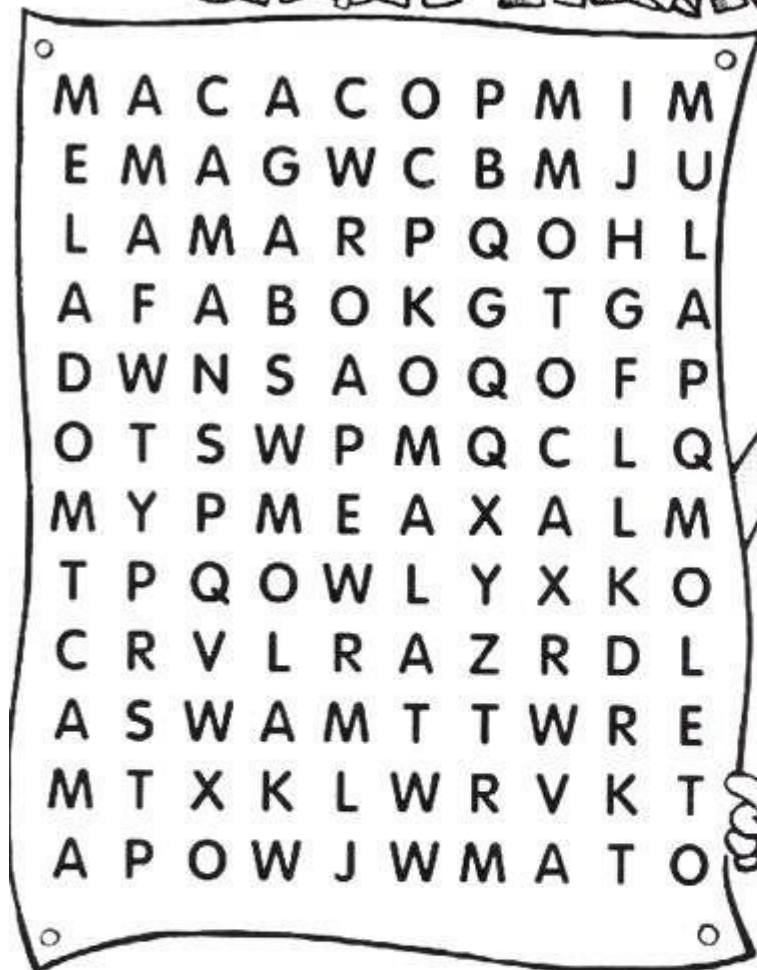 M A C A C O P M I M
E M A G W C B M J U
L A M A R P Q O H L
A F A B O K G T G A
D W N S A O Q O F P
O T S W P M Q C L Q
M Y P M E A X A L M
T P Q O W L Y X K O
C R V L R A Z R D L
A S W A M T T W R E
M T X K L W R V K T
A P O W J W M A T O